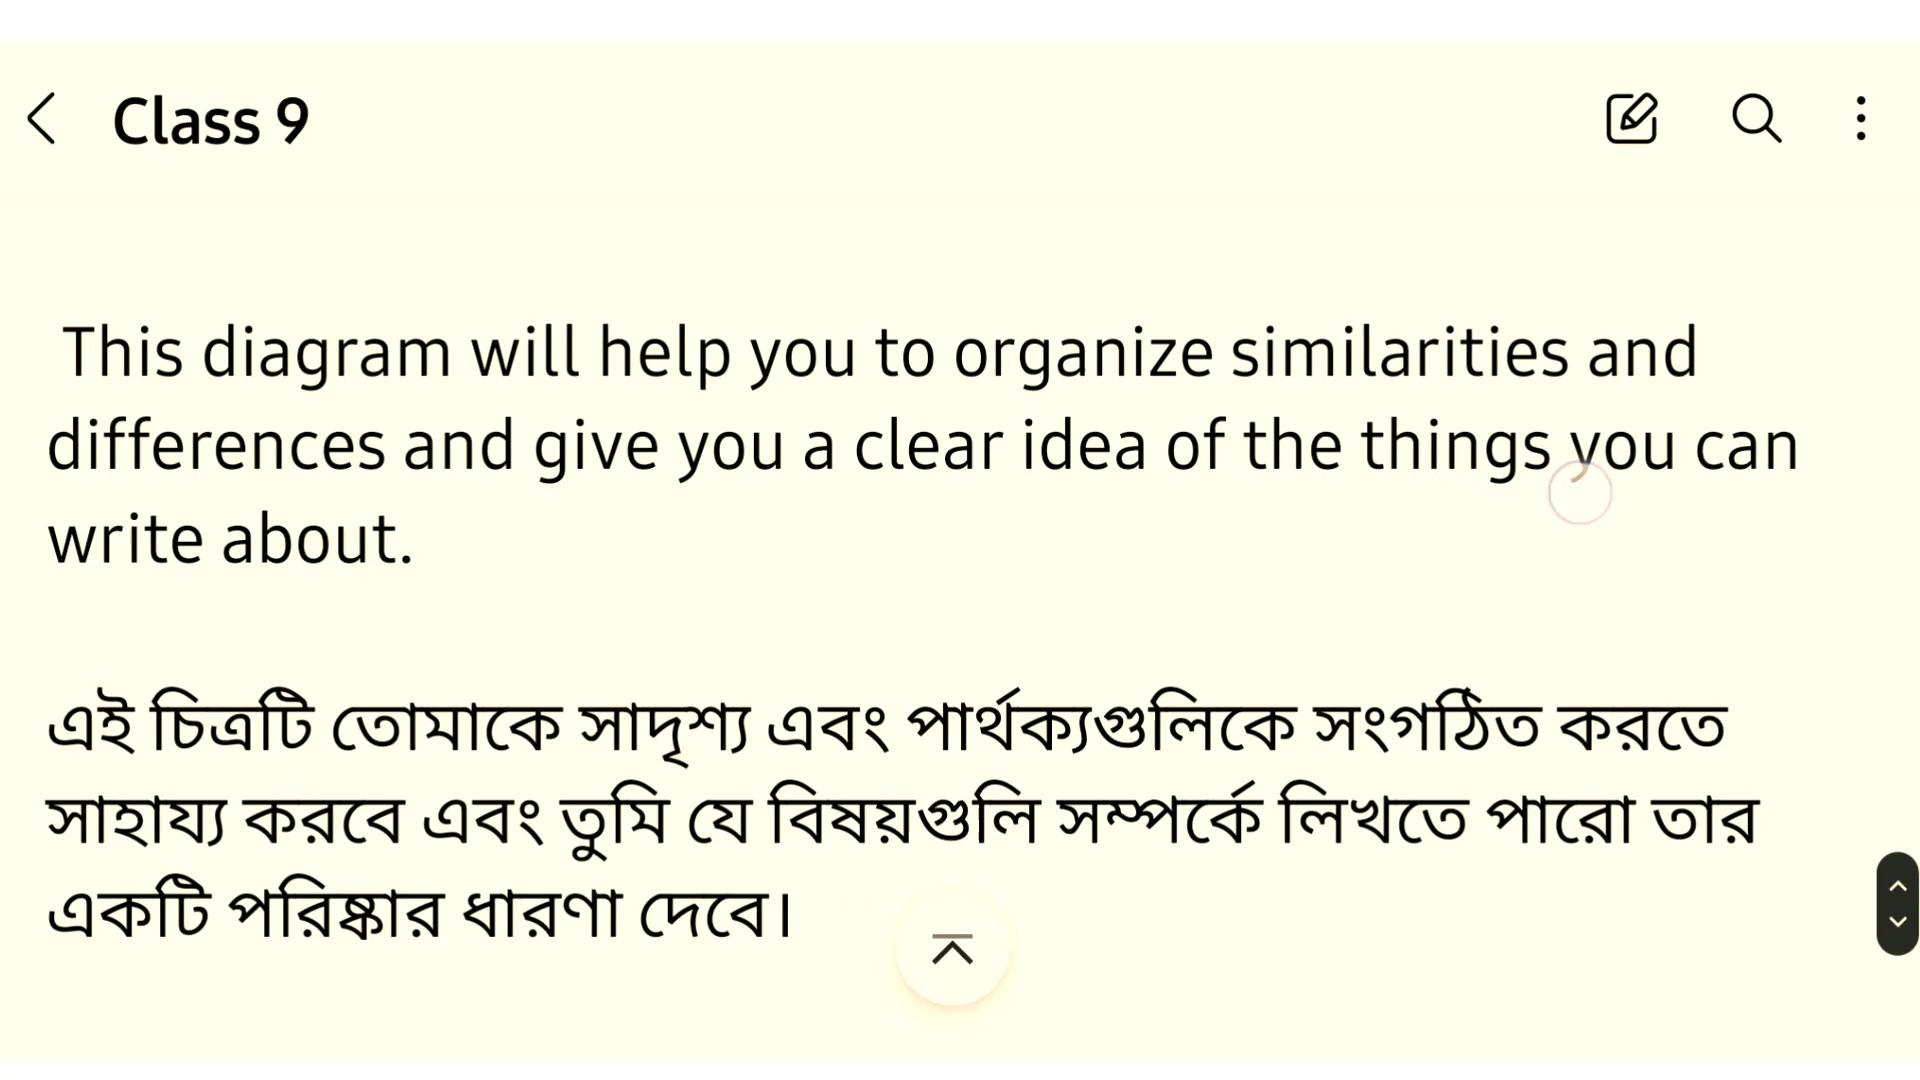 Class 9
This diagram will help you to organize similarities and
differences and give you a clear idea of the things you can
write about.
এই চিত্রটি তোমাকে সাদৃশ্য এবং পার্থক্যগুলিকে সংগঠিত করতে
সাহায্য করবে এবং তুমি যে বিষয়গুলি সম্পর্কে লিখতে পারো তার
একটি পরিষ্কার ধারণা দেবে।